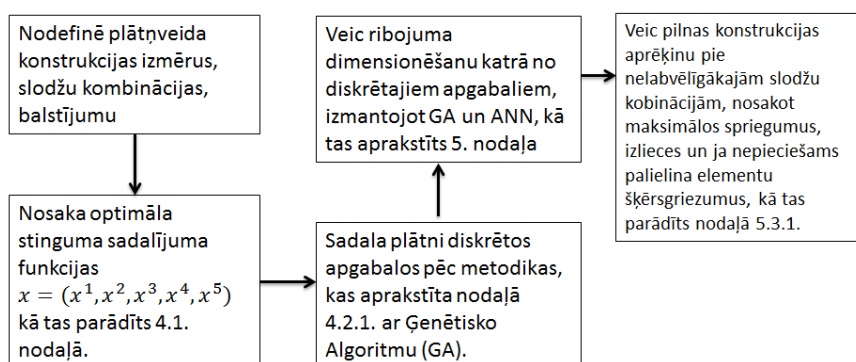 Nodefinē plātņveida
konstrukcijas izmērus,
slodžu kombinācijas,
balstījumu
Nosaka optimāla
stinguma sadalījuma
funkcijas
x = (x¹, x², x³, x⁴, x⁵)
kā tas parādīts 4.1.
nodaļā.
Sadala plātni diskrētos
apgabalos pēc metodikas,
kas aprakstīta nodaļā
4.2.1. ar Ģenētisko
Algoritmu (GA).
Veic ribojuma
dimensionēšanu katrā no
diskrētajiem apgabaliem,
izmantojot GA un ANN, kā
tas aprakstīts 5. nodaļa
Veic pilnas konstrukcijas
aprēķinu pie
nelabvēlīgākajām slodžu
kobinācijām, nosakot
maksimālos spriegumus,
izlieces un ja nepieciešams
palielina elementu
šķērsgriezumus, kā tas
parādīts nodaļā 5.3.1.